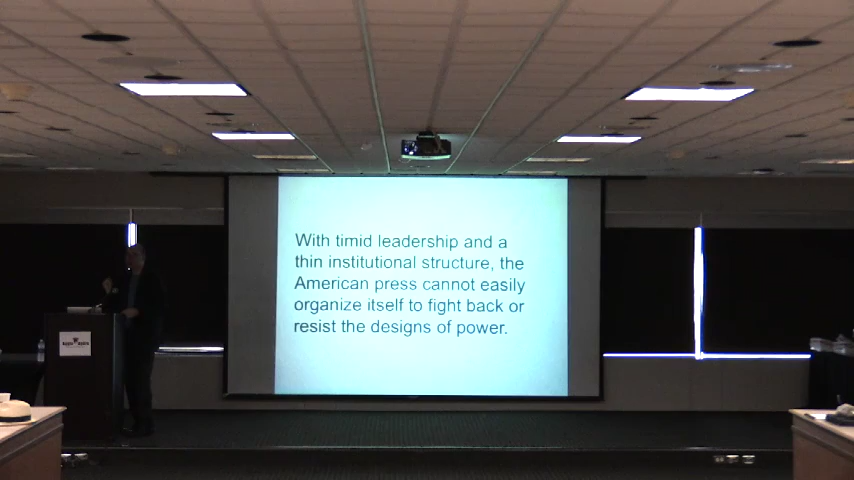 With timid leadership and a
thin institutional structure, the
American press cannot easily
organize itself to fight back or
resist the designs of power.